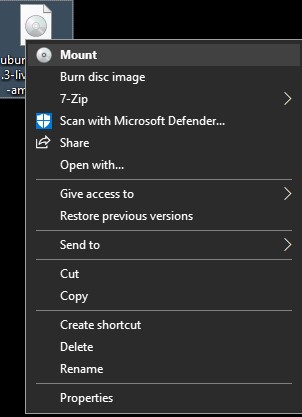 ubun
.3-liv
-am
Mount
Burn disc image
7-Zip
Scan with Microsoft Defender...
Share
Open with...
Give access to
Restore previous versions
Send to
Cut
Copy
Create shortcut
Delete
Rename
Properties